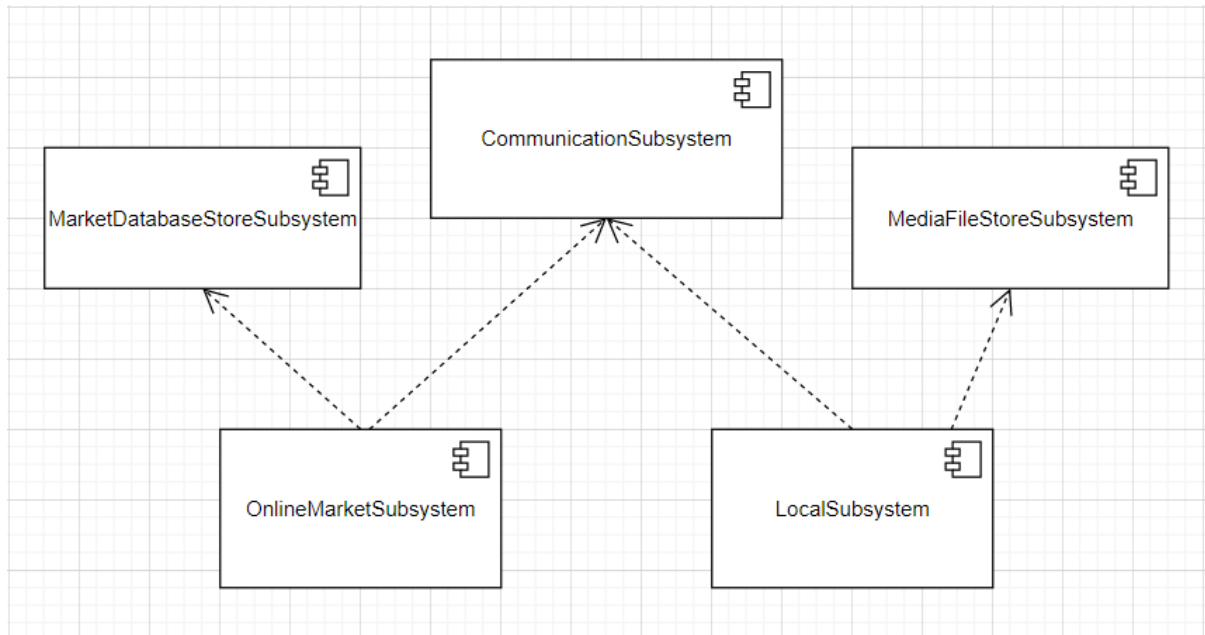 CommunicationSubsystem
MarketDatabaseStoreSubsystem
MediaFileStoreSubsystem
OnlineMarketSubsystem
LocalSubsystem